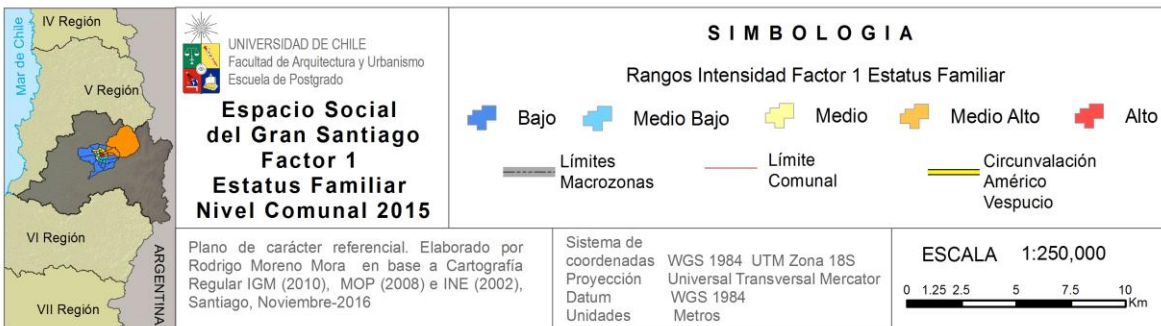 IV Región
Mar de Chile
V Región
VI Región
ARGENTINA
VII Región
UNIVERSIDAD DE CHILE
Facultad de Arquitectura y Urbanismo
Escuela de Postgrado
Espacio Social
del Gran Santiago
Factor 1
Estatus Familiar
Nivel Comunal 2015
SIMBOLOGIA
Rangos Intensidad Factor 1 Estatus Familiar
Bajo Medio Bajo Medio Medio Alto Alto
Límites
Macrozonas
Límite
Comunal
Circunvalación
Américo
Vespucio
Plano de carácter referencial. Elaborado por
Rodrigo Moreno Mora en base a Cartografía
Regular IGM (2010), MOP (2008) e INE (2002),
Santiago, Noviembre-2016
Sistema de
coordenadas WGS 1984 UTM Zona 18S
Proyección Universal Transversal Mercator
Datum WGS 1984
Unidades Metros
ESCALA 1:250,000
0 1.25 2.5 5 7.5 10
Km